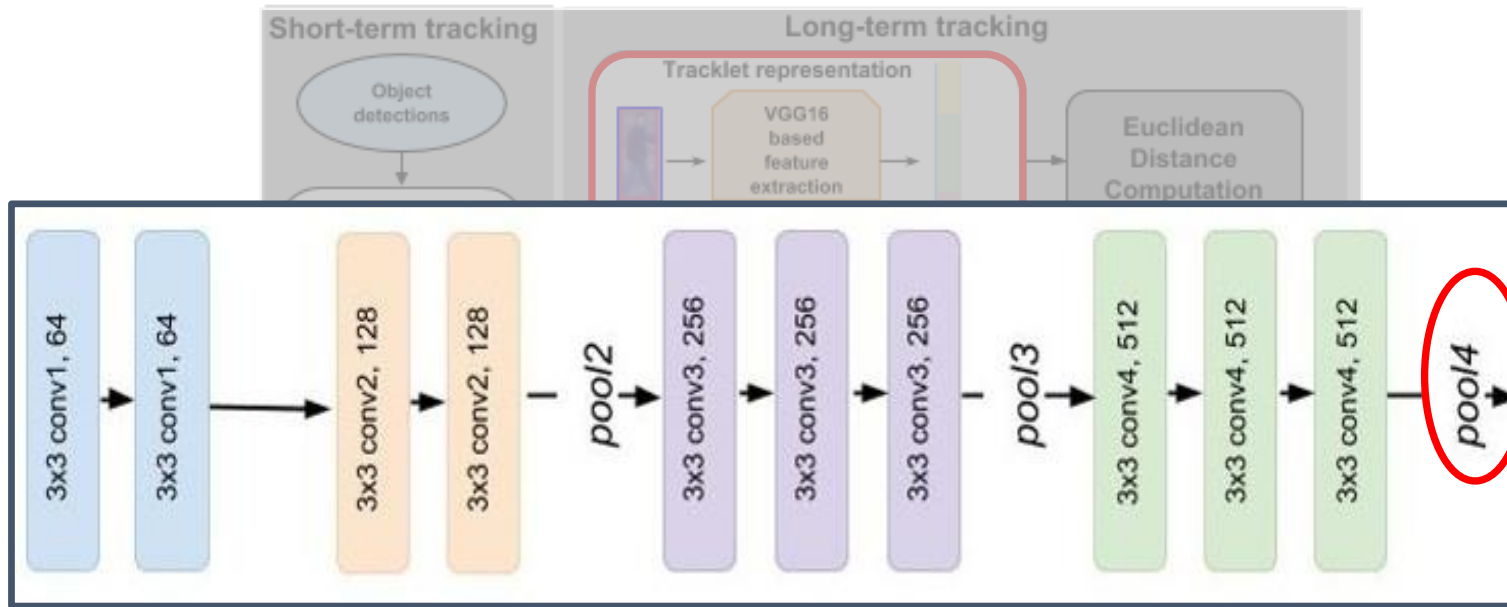 Short-term tracking
Long-term tracking
Object
detections
Tracklet representation
VGG16
based
feature
extraction
Euclidean
Distance
Computation
3x3 conv1, 64
3x3 conv1, 64
3x3 conv2, 128
3x3 conv2, 128
pool2
3x3 conv3, 256
3x3 conv3, 256
3x3 conv3, 256
pool3
3x3 conv4, 512
3x3 conv4, 512
3x3 conv4, 512
pool4